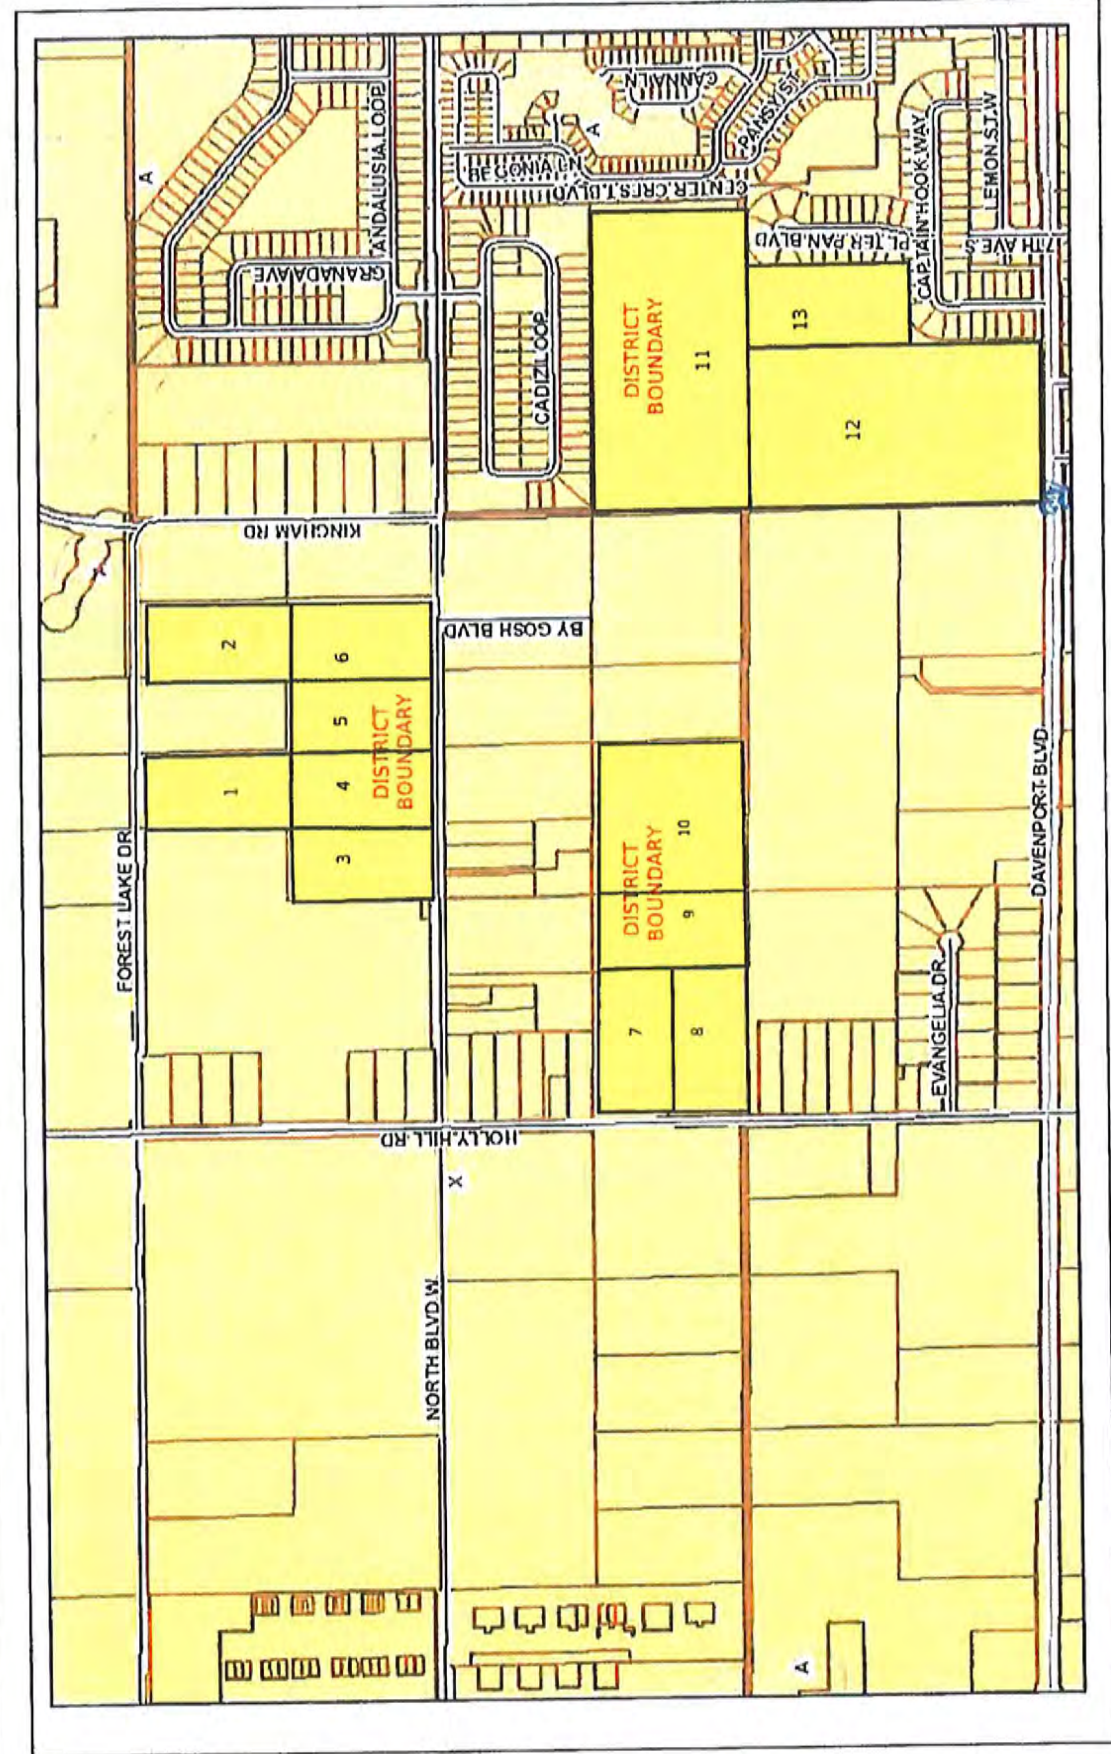 A
ANDALUSIA.LOOP
GRANADA AVE
KINGHAM RD
FOREST LAKE DR
2
6
5
1
4
3
DISTRICT
BOUNDARY
BEGONIA LN
CANNA LN
A
PANSY ST
CENTER CREST.BLVD
CADIZ LOOP
BY GOSH BLVD
DISTRICT
BOUNDARY
11
13
12
PETER PAN BLVD
CAPTAIN HOOK WAY
LEMON ST.W
7TH AVE S
547
DISTRICT
BOUNDARY
10
9
7
8
DAVENPORT BLVD
EVANGELIA DR.
HOLLY HILL RD
X
NORTH BLVD W.
A